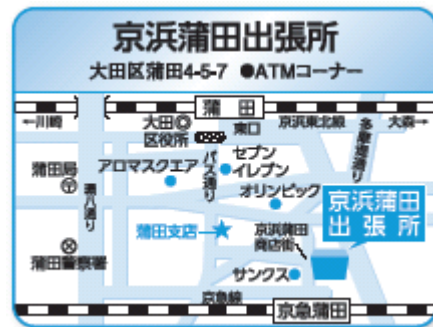 京浜蒲田出張所
大田区蒲田4-5-7 ●ATMコーナー
蒲田
←川崎
大田区役所
東口
京浜東北線
大森→
多摩堤通り
セブンイレブン
蒲田局
環八通り
アロマスクエア
バス通り
オリンピック
京浜蒲田出張所
蒲田支店
京浜蒲田商店街
蒲田警察署
サンクス
京急線
京急蒲田